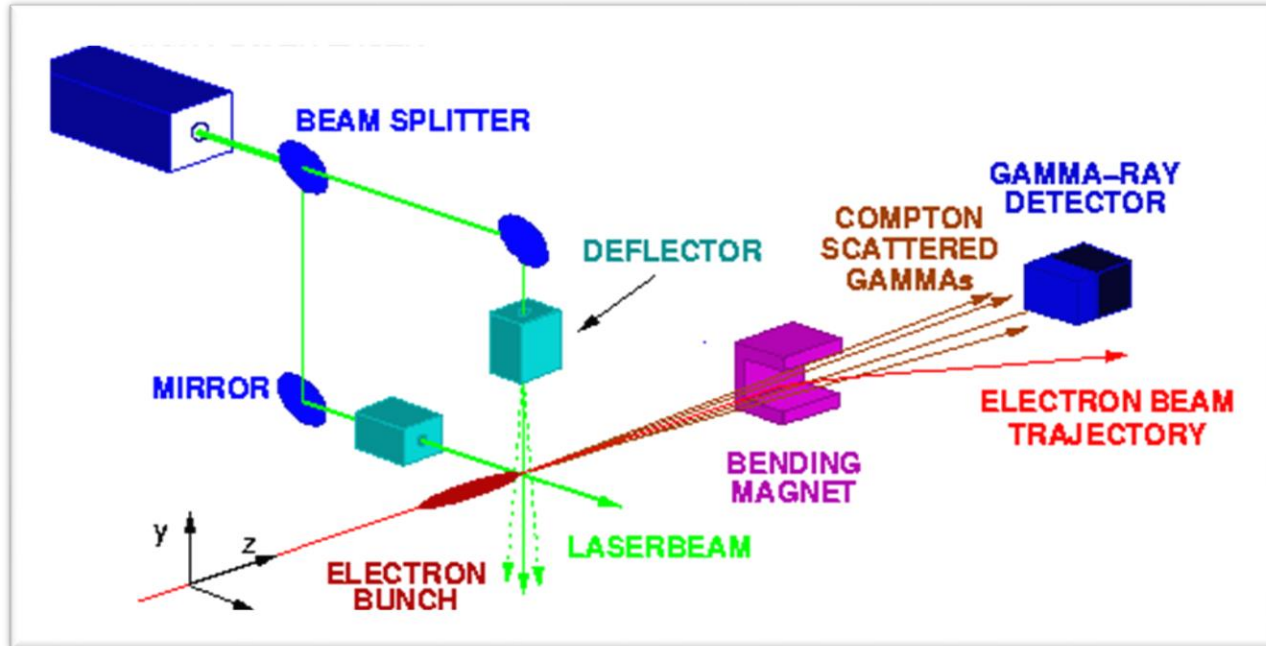 BEAM SPLITTER
GAMMA–RAY
DETECTOR
COMPTON
SCATTERED
GAMMAs
DEFLECTOR
MIRROR
ELECTRON BEAM
TRAJECTORY
BENDING
MAGNET
y
z
LASERBEAM
ELECTRON
BUNCH